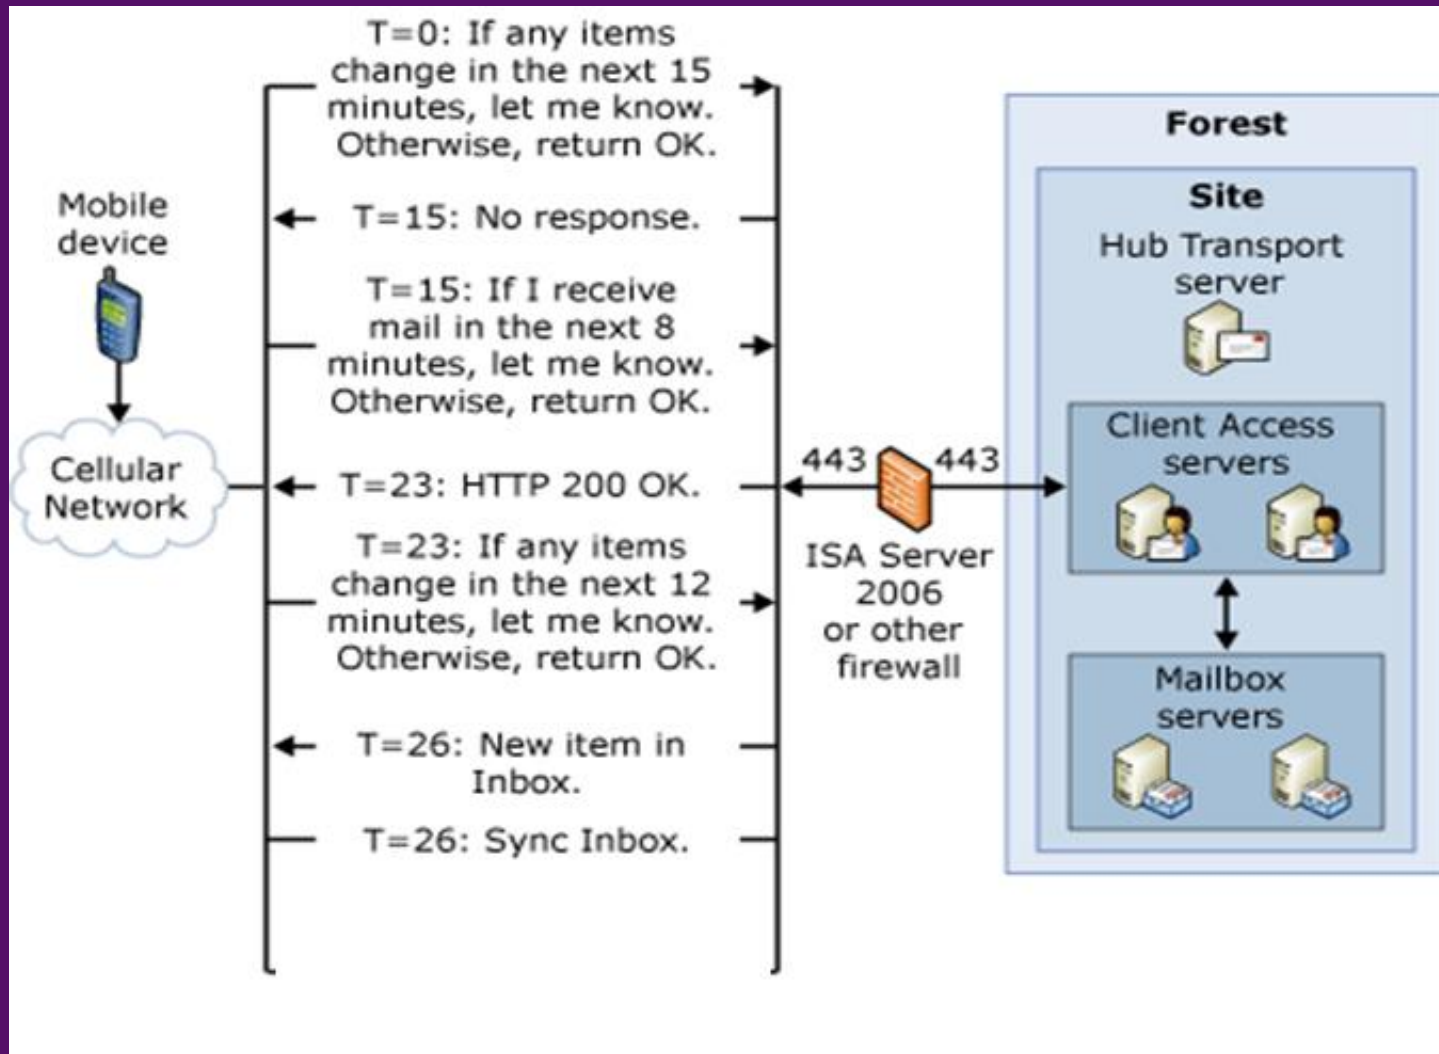 T=0: If any items
change in the next 15
minutes, let me know.
Otherwise, return OK.
T=15: No response.
T=15: If I receive
mail in the next 8
minutes, let me know.
Otherwise, return OK.
T=23: HTTP 200 OK.
T=23: If any items
change in the next 12
minutes, let me know.
Otherwise, return OK.
T=26: New item in
Inbox.
T=26: Sync Inbox.
Mobile
device
Cellular
Network
443
443
ISA Server
2006
or other
firewall
Forest
Site
Hub Transport
server
Client Access
servers
Mailbox
servers